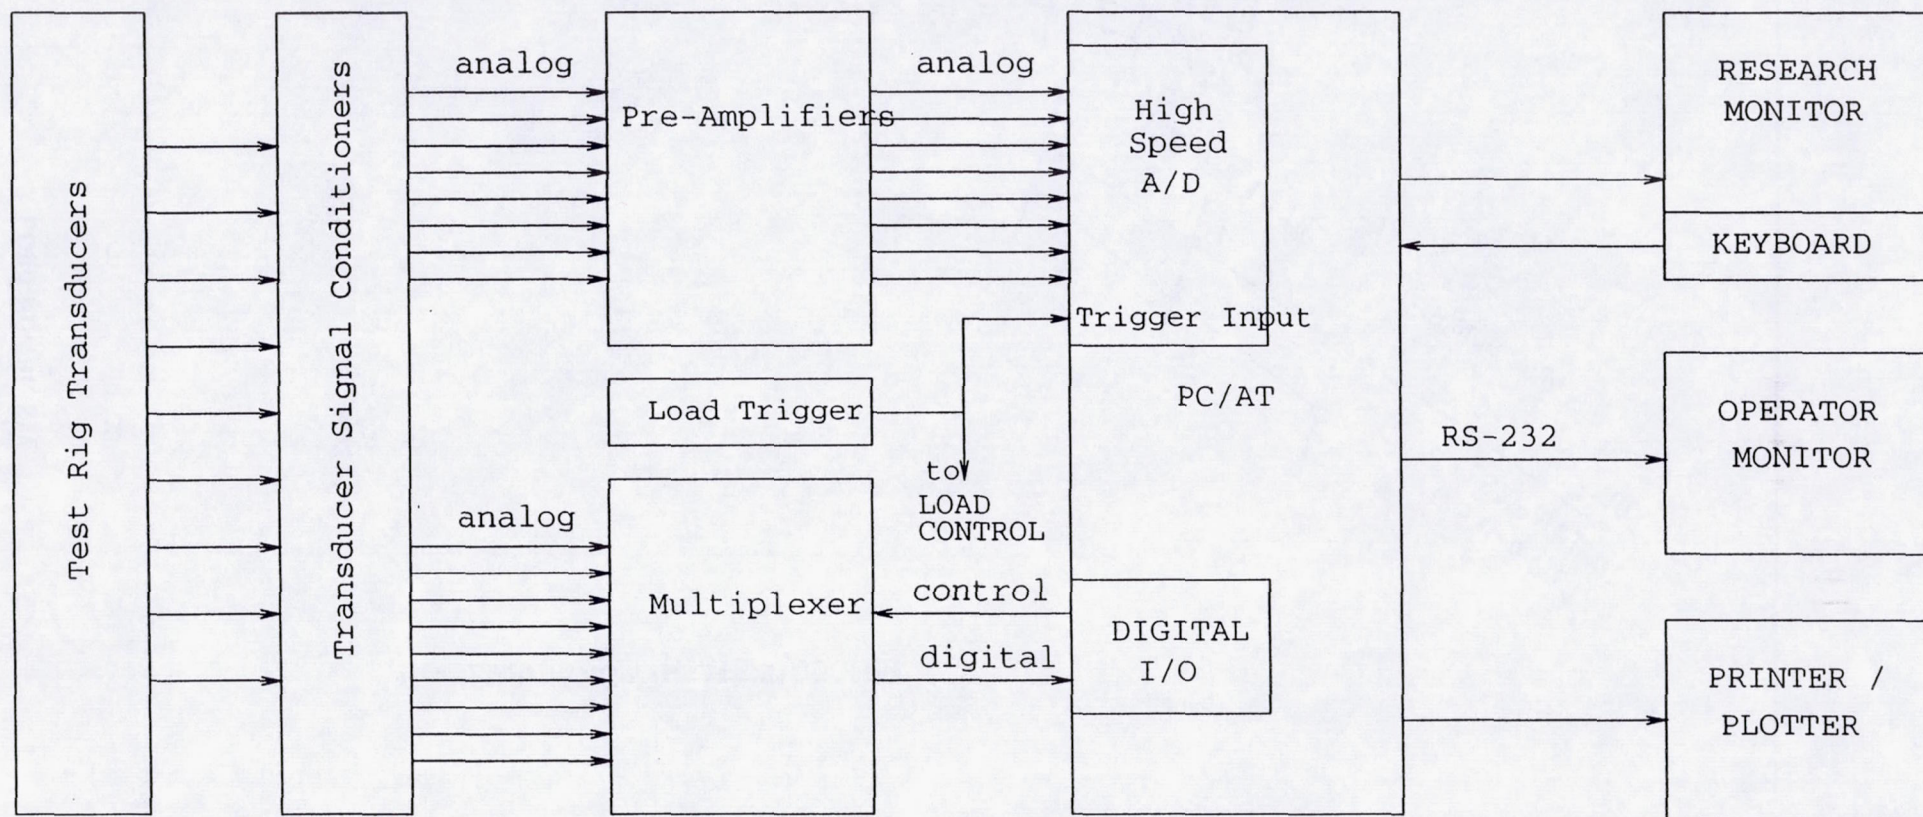 Test Rig Transducers
Transducer Signal Conditioners
analog
Pre-Amplifiers
analog
High
Speed
A/D
Trigger Input
Load Trigger
to
LOAD
CONTROL
PC/AT
analog
Multiplexer
control
digital
DIGITAL
I/O
RS-232
RESEARCH
MONITOR
KEYBOARD
OPERATOR
MONITOR
PRINTER /
PLOTTER